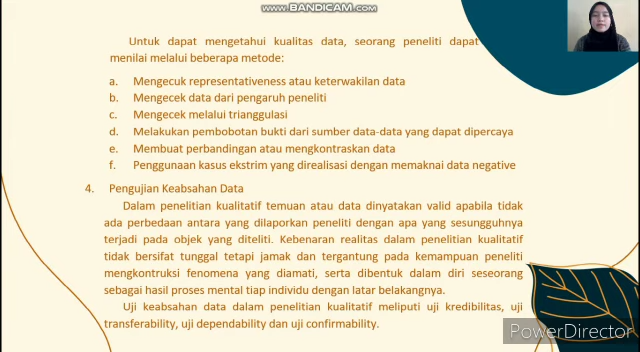 www.BANDICAM.com
Untuk dapat mengetahui kualitas data, seorang peneliti dapat
menilai melalui beberapa metode:
a. Mengecuk representativeness atau keterwakilan data
b. Mengecek data dari pengaruh peneliti
c. Mengecek melalui trianggulasi
d. Melakukan pembobotan bukti dari sumber data-data yang dapat dipercaya
e. Membuat perbandingan atau mengkontraskan data
f. Penggunaan kasus ekstrim yang direalisasi dengan memaknai data negative
4. Pengujian Keabsahan Data
Dalam penelitian kualitatif temuan atau data dinyatakan valid apabila tidak
ada perbedaan antara yang dilaporkan peneliti dengan apa yang sesungguhnya
terjadi pada objek yang diteliti. Kebenaran realitas dalam penelitian kualitatif
tidak bersifat tunggal tetapi jamak dan tergantung pada kemampuan peneliti
mengkontruksi fenomena yang diamati, serta dibentuk dalam diri seseorang
sebagai hasil proses mental tiap individu dengan latar belakangnya.
Uji keabsahan data dalam penelitian kualitatif meliputi uji kredibilitas, uji
transferability, uji dependability dan uji confirmability.
PowerDirector